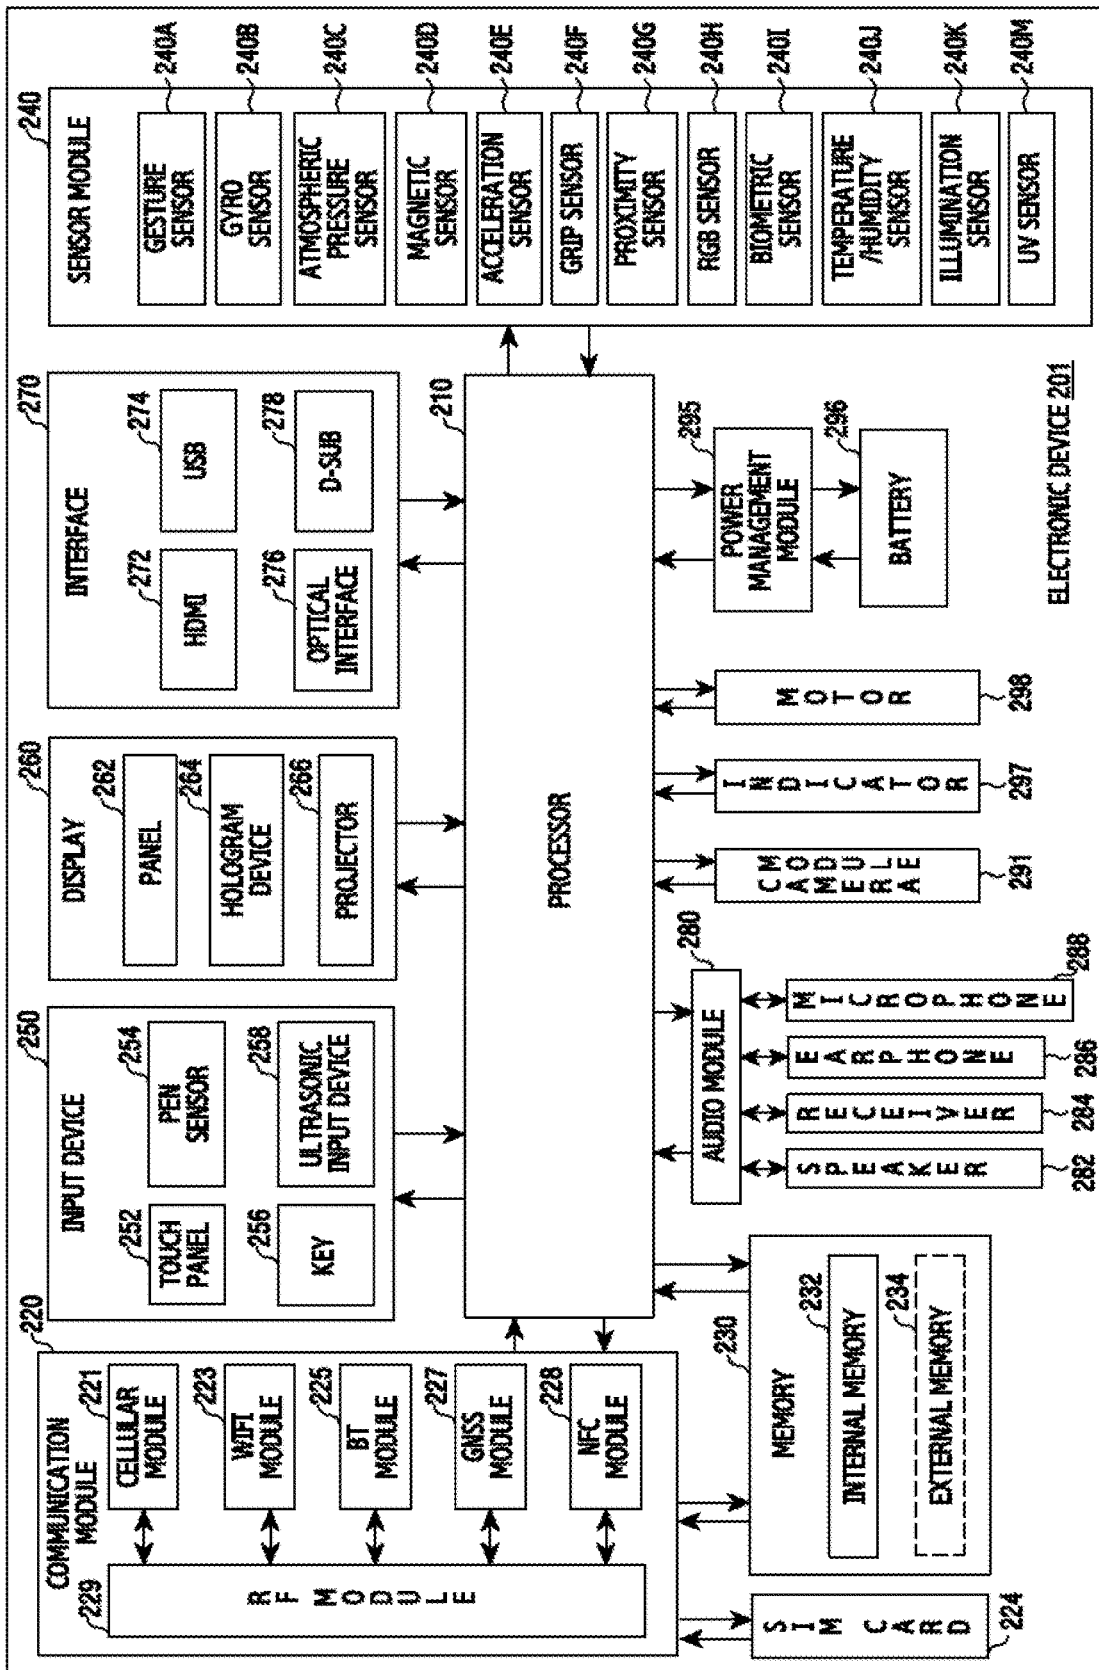 ELECTRONIC DEVICE 201
COMMUNICATION
MODULE
220
229
RF MODULE
221
CELLULAR
MODULE
223
WIFI
MODULE
225
BT
MODULE
227
GNSS
MODULE
228
NFC
MODULE
SIM CARD
224
INPUT DEVICE
250
252
TOUCH
PANEL
254
PEN
SENSOR
256
KEY
258
ULTRASONIC
INPUT DEVICE
DISPLAY
260
262
PANEL
264
HOLOGRAM
DEVICE
266
PROJECTOR
INTERFACE
270
272
HDMI
274
USB
276
OPTICAL
INTERFACE
278
D-SUB
SENSOR MODULE
240
GESTURE
SENSOR
240A
GYRO
SENSOR
240B
ATMOSPHERIC
PRESSURE
SENSOR
240C
MAGNETIC
SENSOR
240D
ACCELERATION
SENSOR
240E
GRIP SENSOR
240F
PROXIMITY
SENSOR
240G
RGB SENSOR
240H
BIOMETRIC
SENSOR
240I
TEMPERATURE
/HUMIDITY
SENSOR
240J
ILLUMINATION
SENSOR
240K
UV SENSOR
240M
PROCESSOR
210
MEMORY
230
232
INTERNAL MEMORY
234
EXTERNAL MEMORY
AUDIO MODULE
280
SPEAKER
282
RECEIVER
284
EARPHONE
286
MICROPHONE
288
CAMERA
MODULE
291
INDICATOR
297
MOTOR
298
POWER
MANAGEMENT
MODULE
295
BATTERY
296